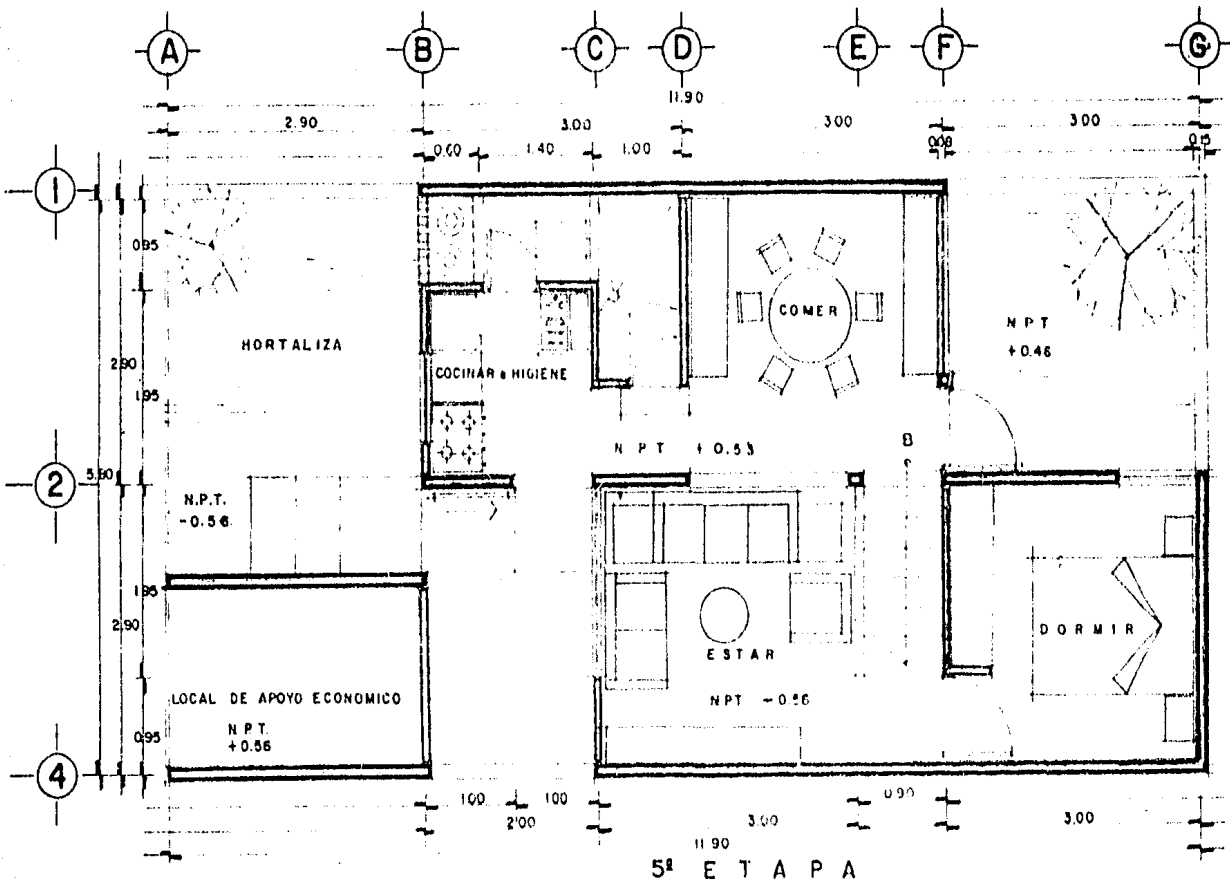 A B C D E F G
11.90
2.90 3.00 3.00 3.00
0.60 1.40 1.00 0.08 0.15
1
0.95
HORTALIZA
COMER
N P T
+0.46
2.90
COCINAR e HIGIENE
1.95
N P T +0.53
B
2
5.80
N.P.T.
-0.56
1.95
2.90
DORMIR
ESTAR
LOCAL DE APOYO ECONOMICO
NPT -0.56
N P T.
+0.56
0.95
4
1.00 1.00 0.90
2.00 3.00 3.00
11.90
5ª ETAPA